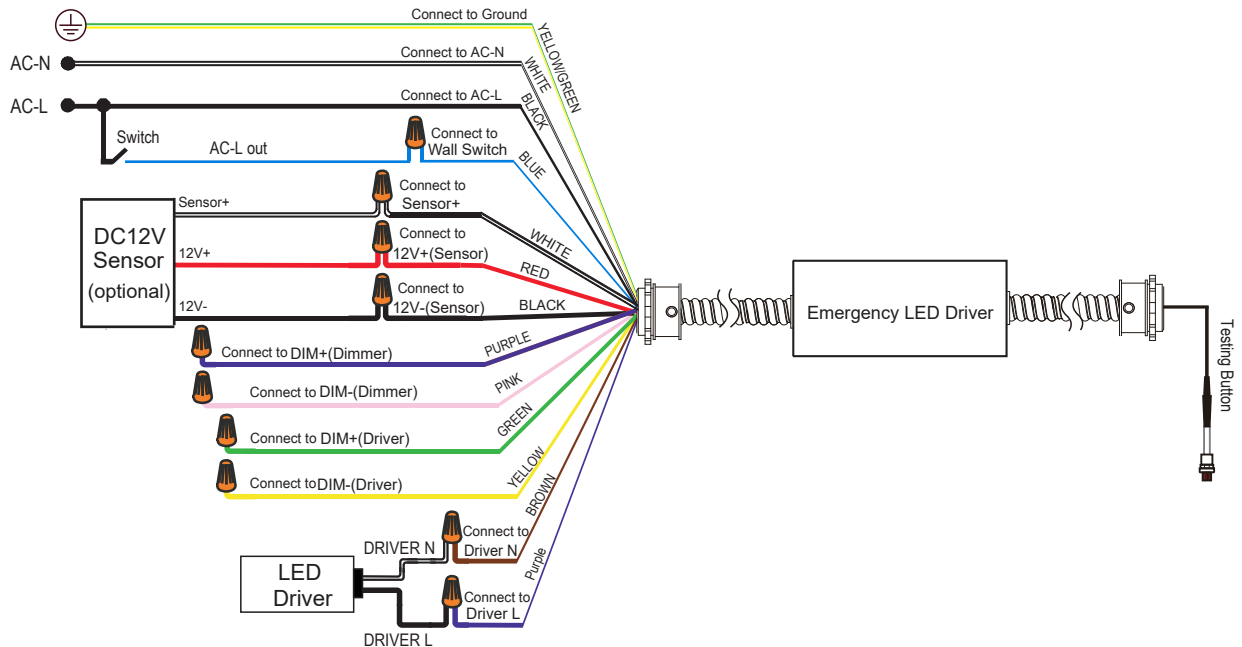 Connect to Ground
YELLOW/GREEN
AC-N
Connect to AC-N
WHITE
AC-L
Connect to AC-L
BLACK
Switch
AC-L out
Connect to
Wall Switch
BLUE
DC12V
Sensor
(optional)
Sensor+
Connect to
Sensor+
WHITE
12V+
Connect to
12V+(Sensor)
RED
12V-
Connect to
12V-(Sensor)
BLACK
Connect to DIM+(Dimmer)
PURPLE
Connect to DIM-(Dimmer)
PINK
Connect to DIM+(Driver)
GREEN
Connect to DIM-(Driver)
YELLOW
LED
Driver
DRIVER N
Connect to
Driver N
BROWN
DRIVER L
Connect to
Driver L
Purple
Emergency LED Driver
Testing Button